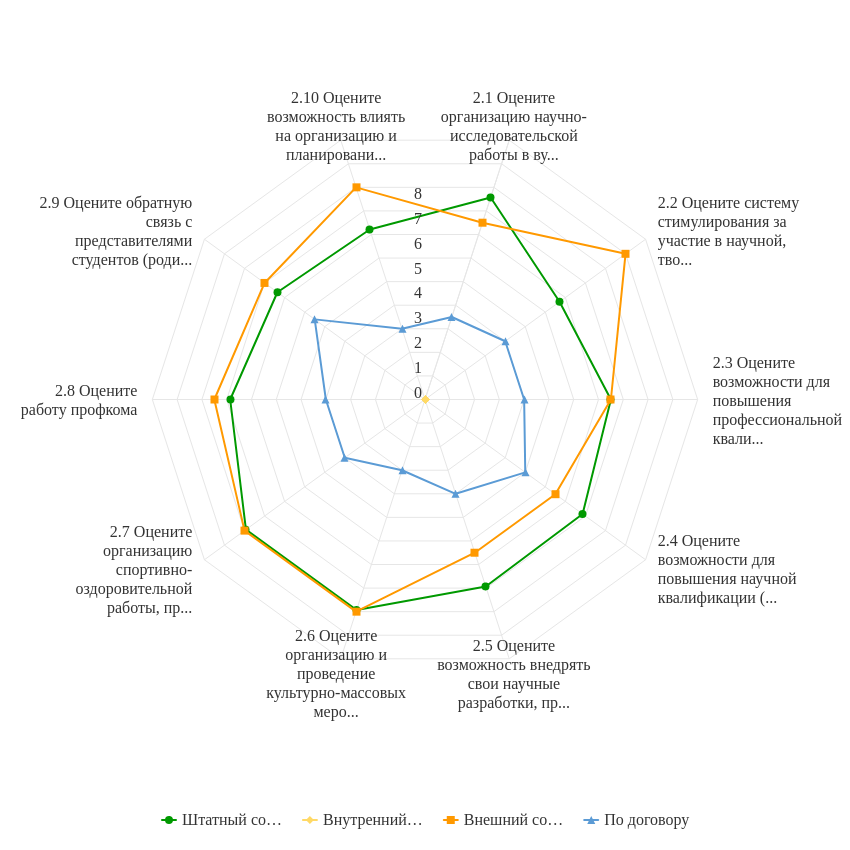 2.10 Оцените
возможность влиять
на организацию и
планировани...
2.1 Оцените
организацию научно-
исследовательской
работы в ву...
2.9 Оцените обратную
связь с
представителями
студентов (роди...
2.2 Оцените систему
стимулирования за
участие в научной,
тво...
8
7
6
5
4
3
2
1
0
2.8 Оцените
работу профкома
2.3 Оцените
возможности для
повышения
профессиональной
квали...
2.7 Оцените
организацию
спортивно-
оздоровительной
работы, пр...
2.4 Оцените
возможности для
повышения научной
квалификации (...
2.6 Оцените
организацию и
проведение
культурно-массовых
меро...
2.5 Оцените
возможность внедрять
свои научные
разработки, пр...
Штатный со… Внутренний… Внешний со… По договору